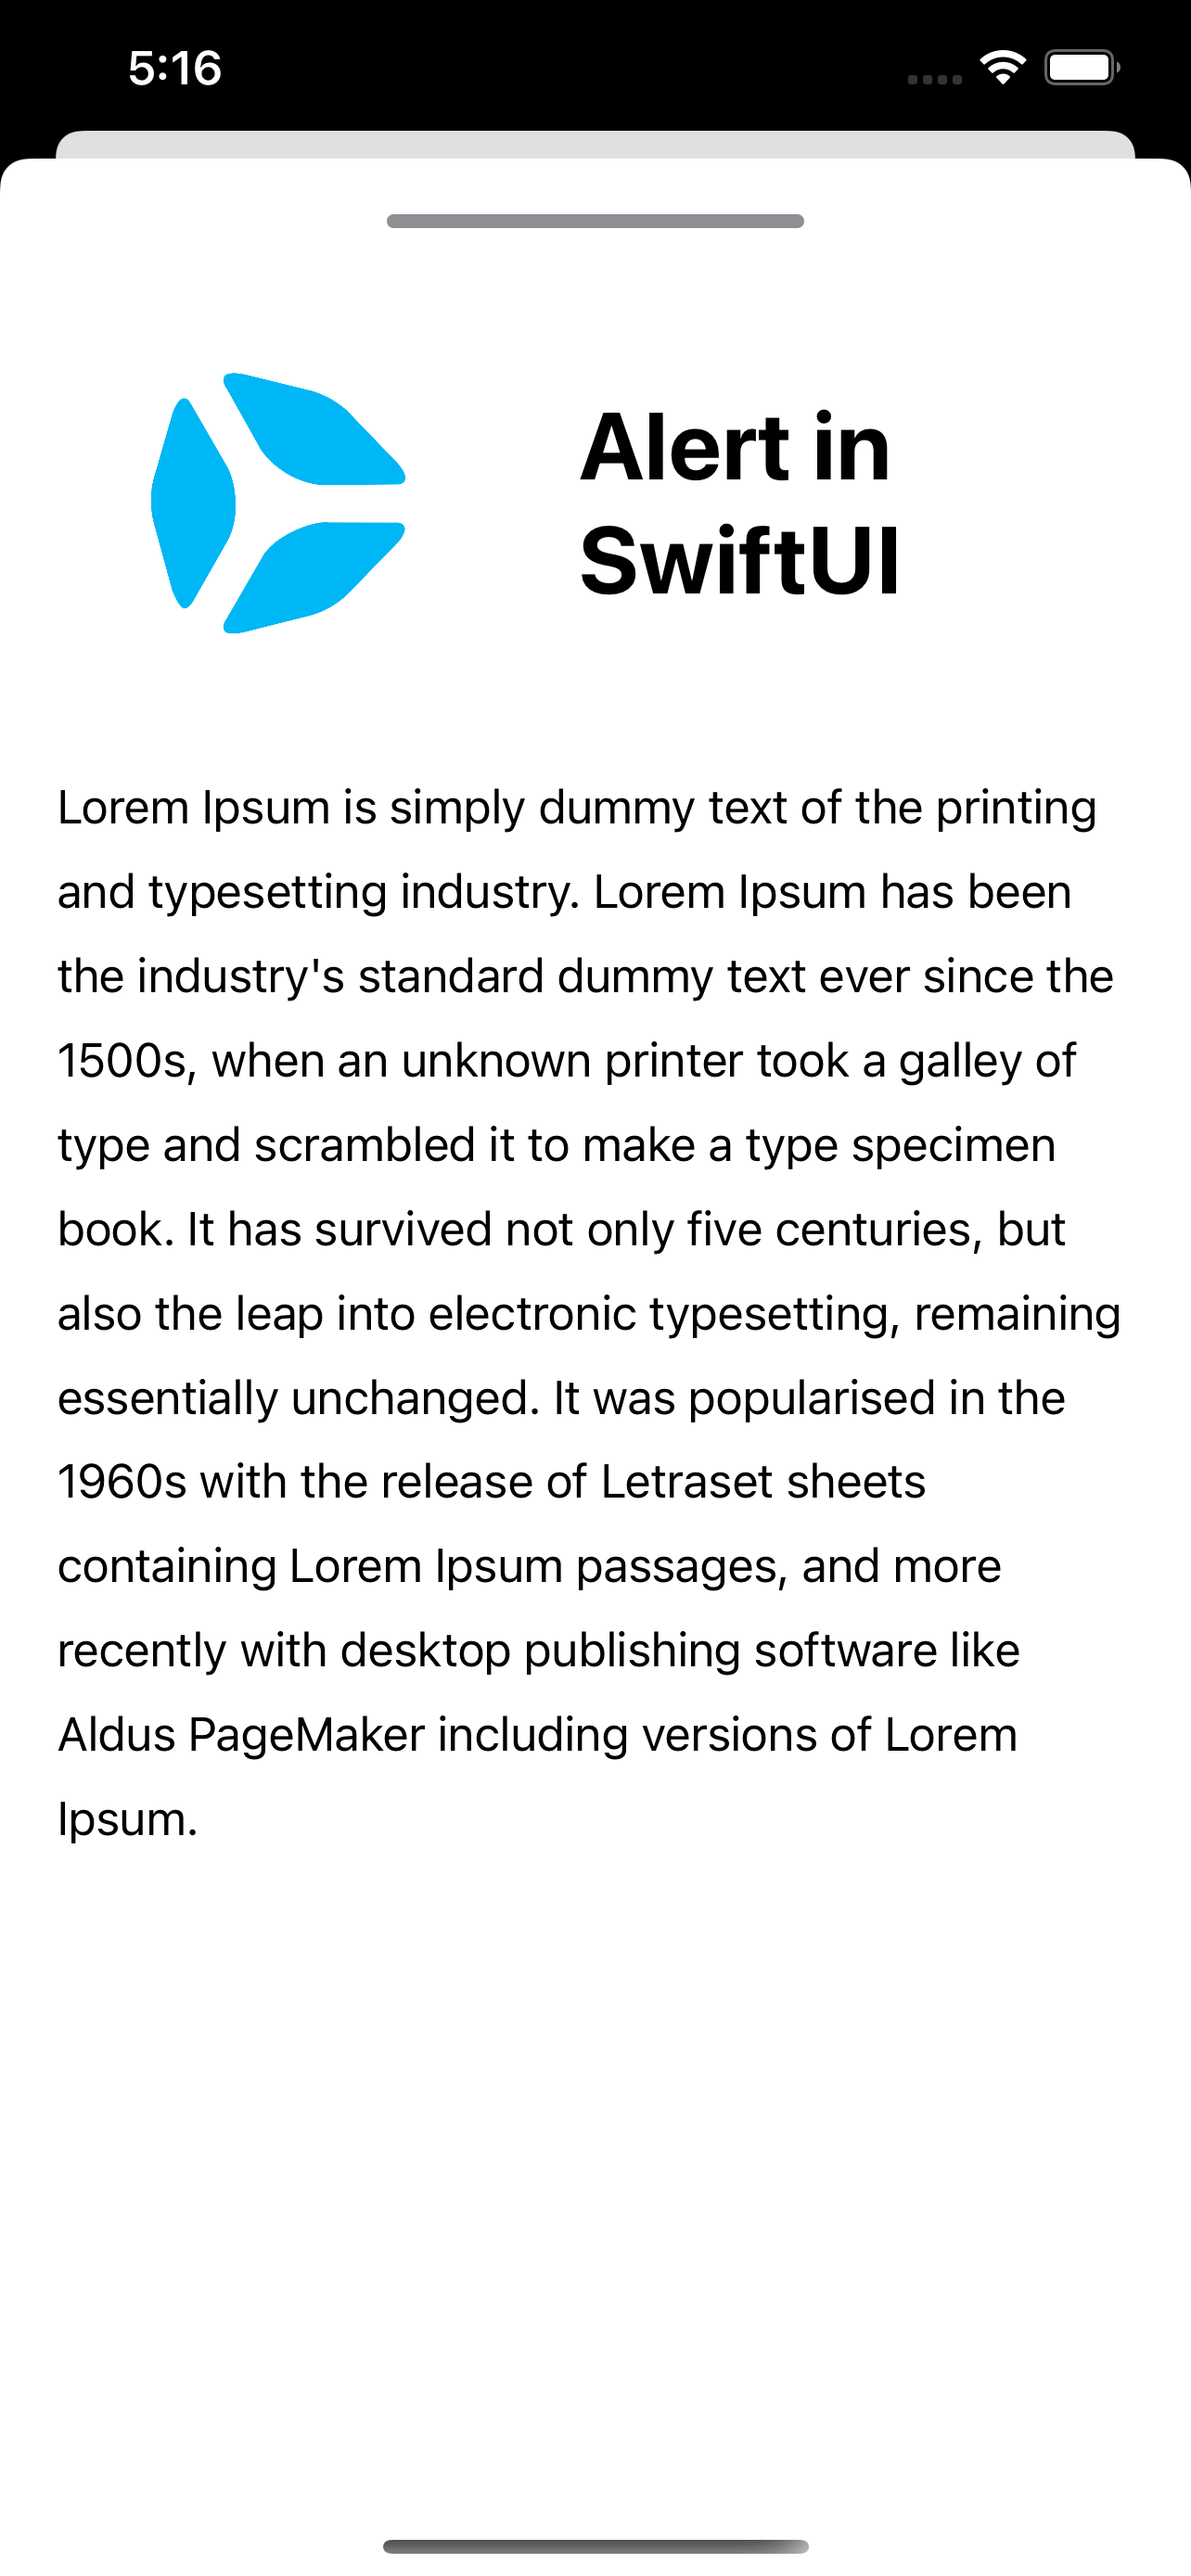 5:16
Alert in
SwiftUI
Lorem Ipsum is simply dummy text of the printing
and typesetting industry. Lorem Ipsum has been
the industry's standard dummy text ever since the
1500s, when an unknown printer took a galley of
type and scrambled it to make a type specimen
book. It has survived not only five centuries, but
also the leap into electronic typesetting, remaining
essentially unchanged. It was popularised in the
1960s with the release of Letraset sheets
containing Lorem Ipsum passages, and more
recently with desktop publishing software like
Aldus PageMaker including versions of Lorem
Ipsum.